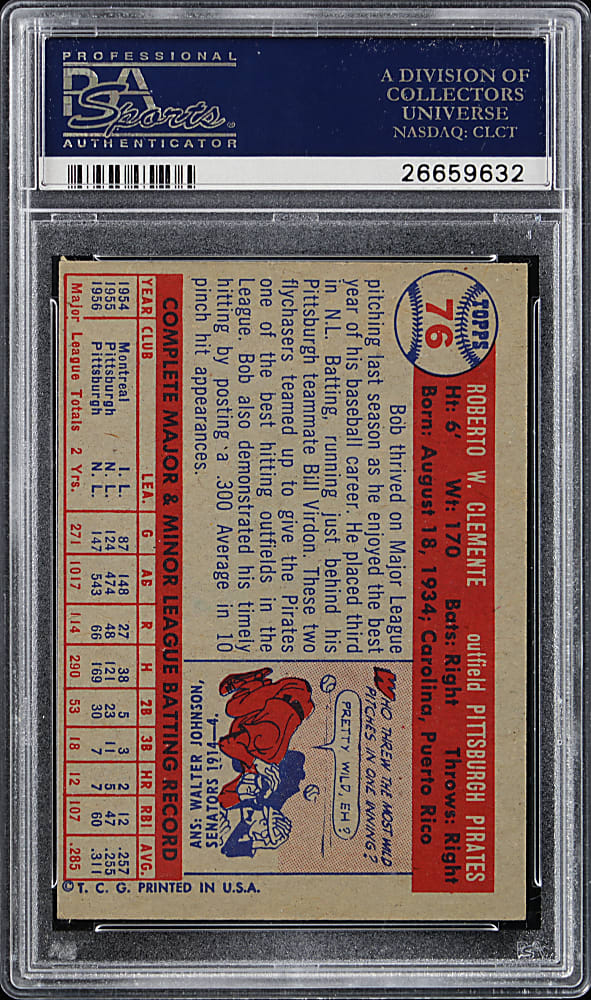 PROFESSIONAL
PSA
Sports
AUTHENTICATOR
A DIVISION OF
COLLECTORS
UNIVERSE
NASDAQ: CLCT
26659632
TOPPS
76
ROBERTO W. CLEMENTE outfield PITTSBURGH PIRATES
Ht: 6' Wt: 170 Bats: Right Throws: Right
Born: August 18, 1934; Carolina, Puerto Rico
Bob thrived on Major League
pitching last season as he enjoyed the best
year of his baseball career. He placed third
in N.L. Batting, running just behind his
Pittsburgh teammate Bill Virdon. These two
flychasers teamed up to give the Pirates
one of the best hitting outfields in the
League. Bob also demonstrated his timely
hitting by posting a .300 Average in 10
pinch hit appearances.
WHO THREW THE MOST WILD
PITCHES IN ONE INNING?
PRETTY WILD, EH?
ANS: WALTER JOHNSON,
SENATORS 1914-4.
COMPLETE MAJOR & MINOR LEAGUE BATTING RECORD
YEAR CLUB LEA. G AB R H 2B 3B HR RBI AVG.
1954 Montreal I. L. 87 148 27 38 5 3 2 12 .257
1955 Pittsburgh N. L. 124 474 48 121 23 11 5 47 .255
1956 Pittsburgh N. L. 147 543 66 169 30 7 7 60 .311
Major League Totals 2 Yrs. 271 1017 114 290 53 18 12 107 .285
© T. C. G. PRINTED IN U.S.A.